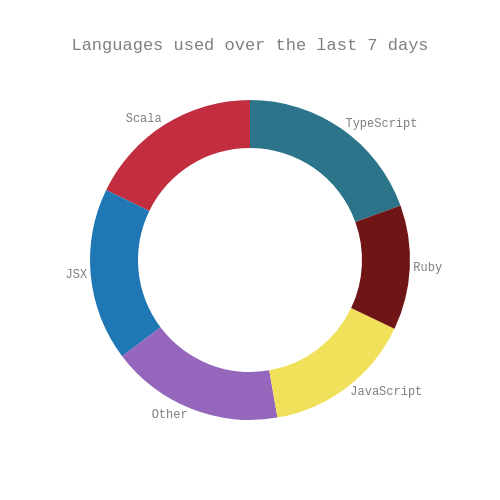 Languages used over the last 7 days
Scala
TypeScript
JSX
Ruby
JavaScript
Other